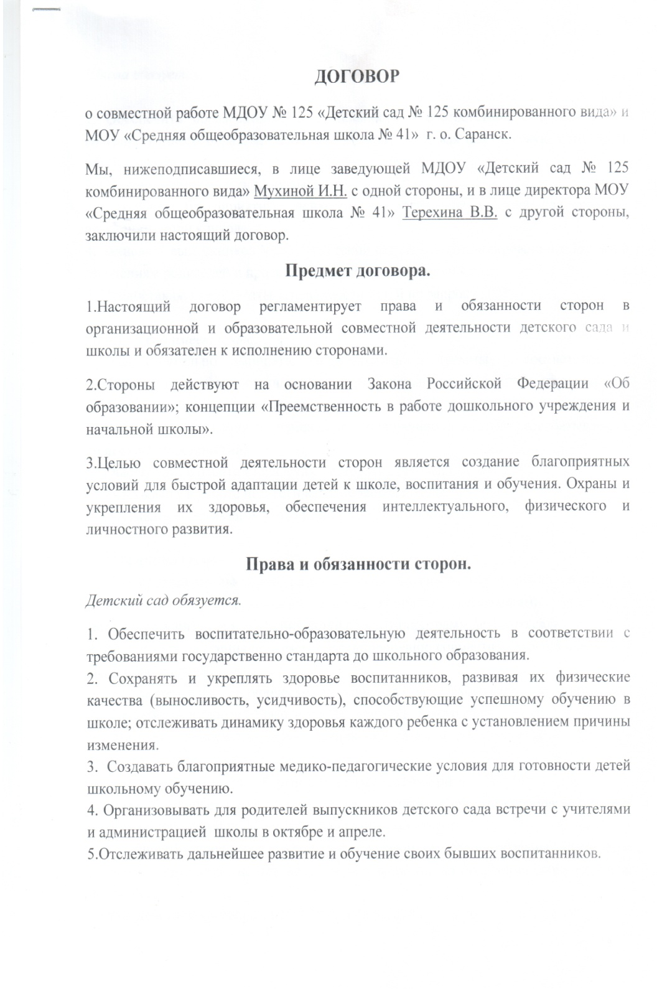 ДОГОВОР
о совместной работе МДОУ № 125 «Детский сад № 125 комбинированного вида» и
МОУ «Средняя общеобразовательная школа № 41»  г. о. Саранск.
Мы, нижеподписавшиеся, в лице заведующей МДОУ «Детский сад № 125
комбинированного вида» Мухиной И.Н. с одной стороны, и в лице директора МОУ
«Средняя общеобразовательная школа № 41» Терехина В.В. с другой стороны,
заключили настоящий договор.
Предмет договора.
1.Настоящий договор регламентирует права и обязанности сторон в
организационной и образовательной совместной деятельности детского сада и
школы и обязателен к исполнению сторонами.
2.Стороны действуют на основании Закона Российской Федерации «Об
образовании»; концепции «Преемственность в работе дошкольного учреждения и
начальной школы».
3.Целью совместной деятельности сторон является создание благоприятных
условий для быстрой адаптации детей к школе, воспитания и обучения. Охраны и
укрепления их здоровья, обеспечения интеллектуального, физического и
личностного развития.
Права и обязанности сторон.
Детский сад обязуется.
1. Обеспечить воспитательно-образовательную деятельность в соответствии с
требованиями государственно стандарта до школьного образования.
2. Сохранять и укреплять здоровье воспитанников, развивая их физические
качества (выносливость, усидчивость), способствующие успешному обучению в
школе; отслеживать динамику здоровья каждого ребенка с установлением причины
изменения.
3.  Создавать благоприятные медико-педагогические условия для готовности детей
школьному обучению.
4. Организовывать для родителей выпускников детского сада встречи с учителями
и администрацией  школы в октябре и апреле.
5.Отслеживать дальнейшее развитие и обучение своих бывших воспитанников.